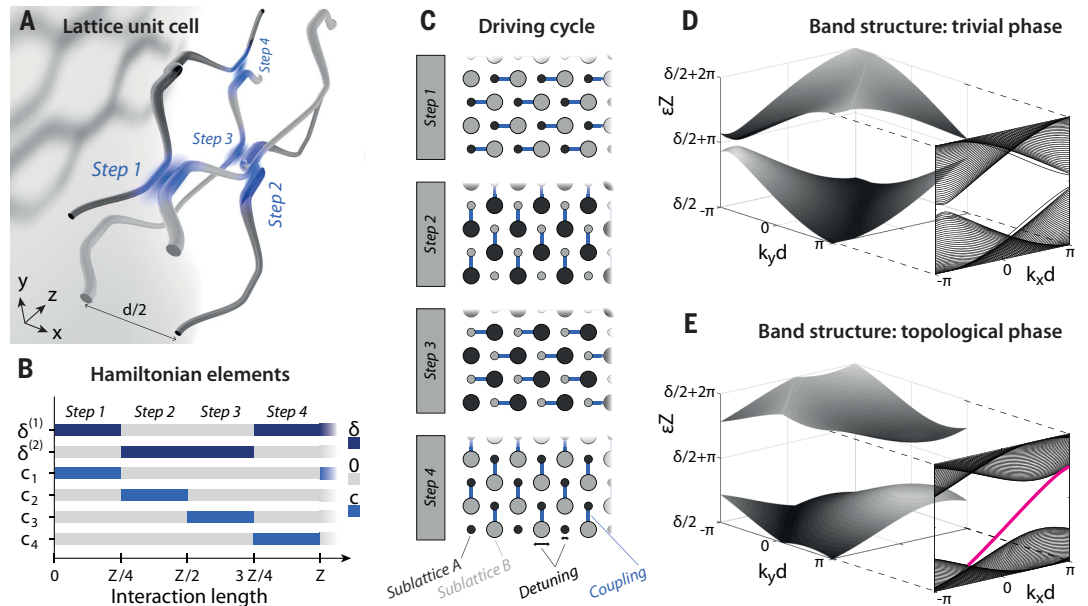 A Lattice unit cell
Step 4
Step 3
Step 1
Step 2
y
z
x
d/2
B Hamiltonian elements
Step 1 Step 2 Step 3 Step 4
δ(1) δ
δ(2) 0
c1 c
c2
c3
c4
0 Z/4 Z/2 3Z/4 Z
Interaction length
C Driving cycle
Step 1
Step 2
Step 3
Step 4
Sublattice A
Sublattice B
Detuning
Coupling
D Band structure: trivial phase
δ/2+2π
εZ
δ/2+π
δ/2
-π
0
kyd
π
-π
0
kxd
π
E Band structure: topological phase
δ/2+2π
εZ
δ/2+π
δ/2
-π
0
kyd
π
-π
0
kxd
π